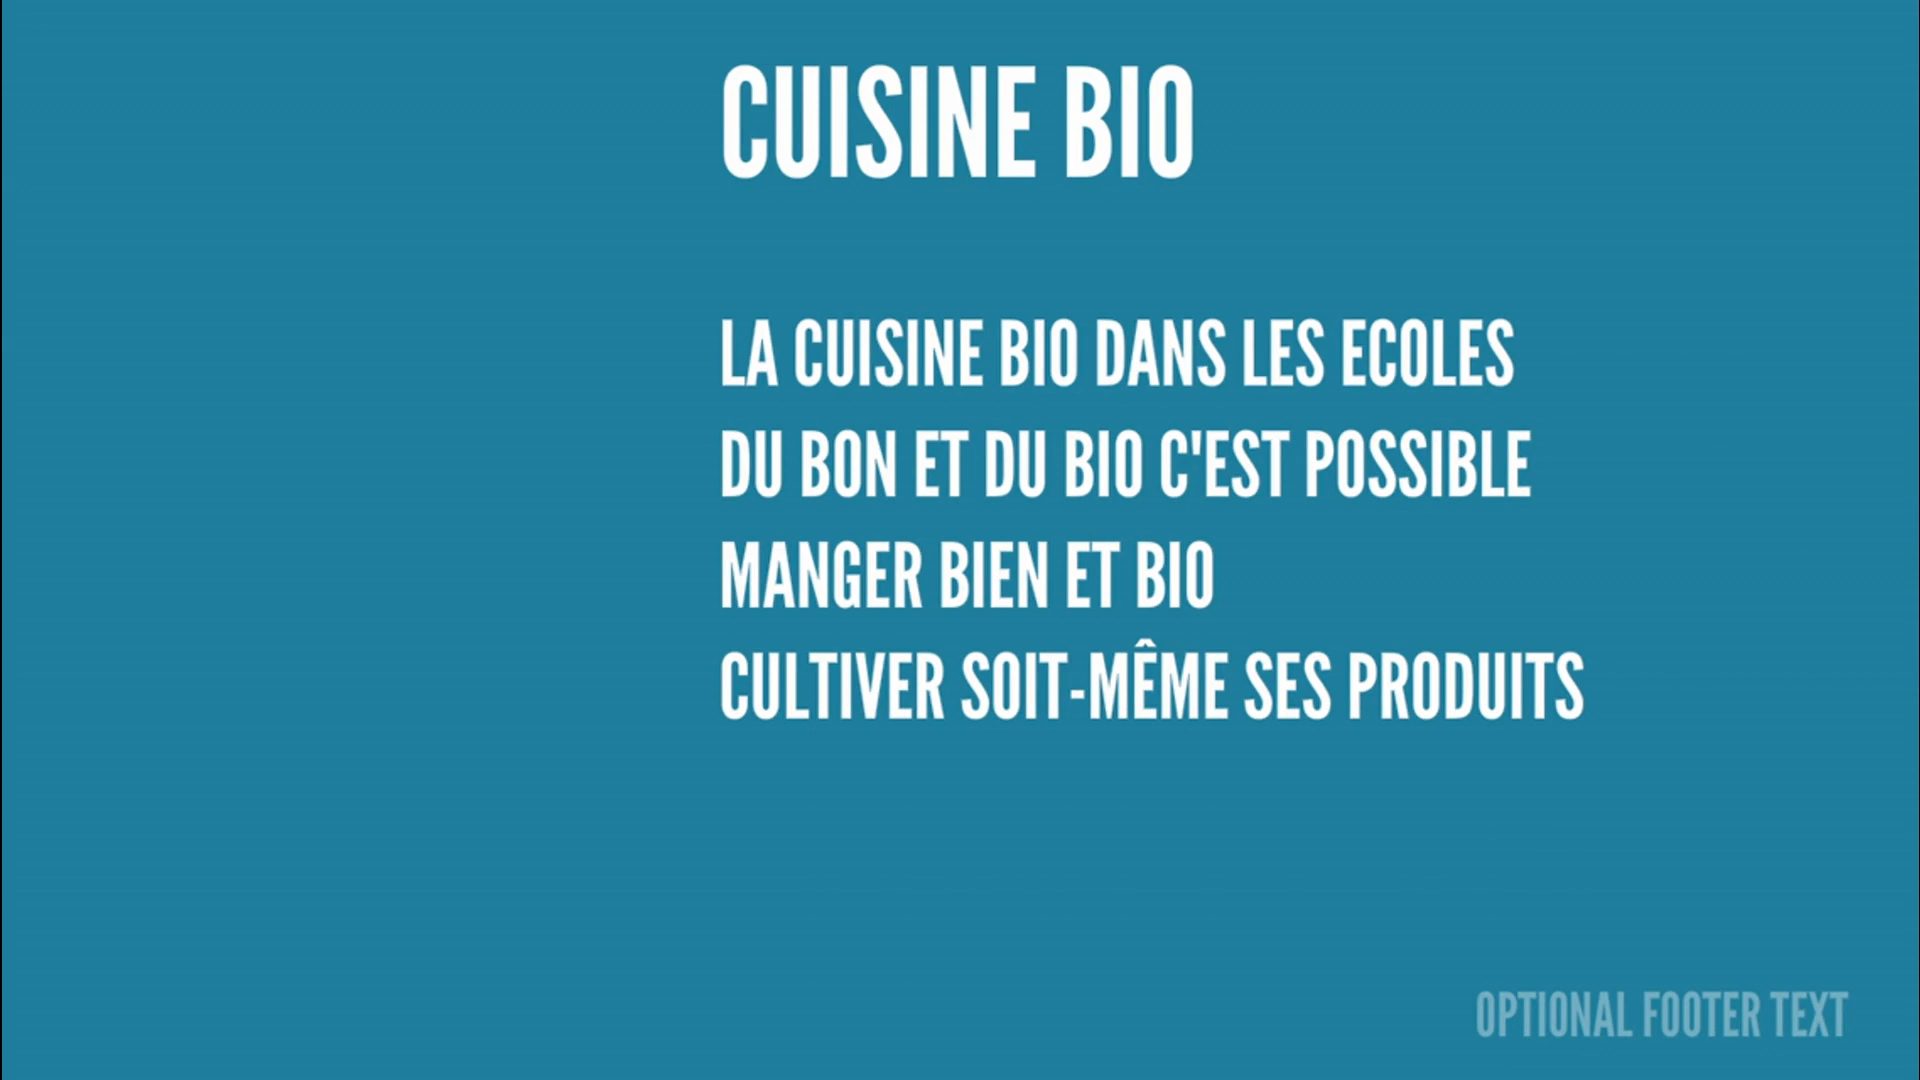 CUISINE BIO
LA CUISINE BIO DANS LES ECOLES
DU BON ET DU BIO C'EST POSSIBLE
MANGER BIEN ET BIO
CULTIVER SOIT-MÊME SES PRODUITS
OPTIONAL FOOTER TEXT